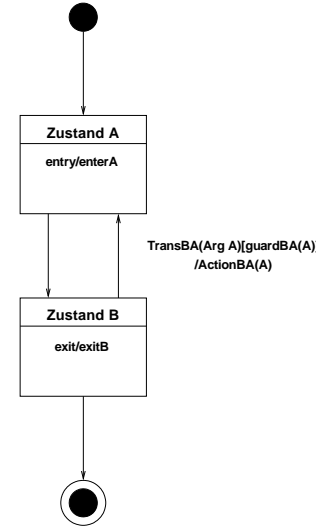 Zustand A
entry/enterA
TransBA(Arg A)[guardBA(A)]
/ActionBA(A)
Zustand B
exit/exitB